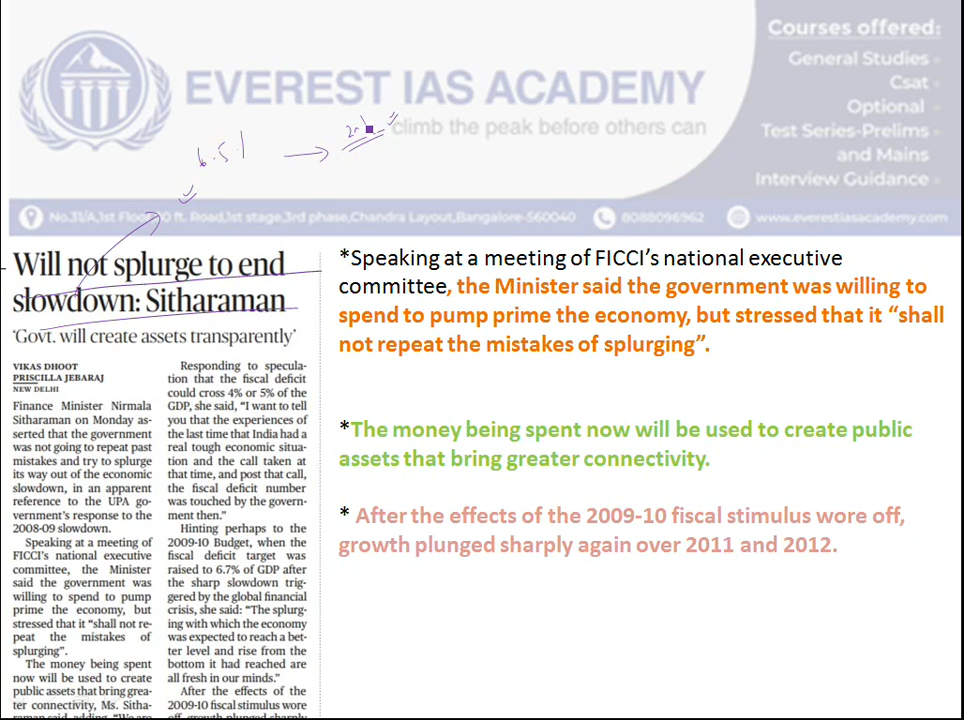 Courses offered:
General Studies
Csat
Optional
Test Series-Prelims
and Mains
Interview Guidance
EVEREST IAS ACADEMY
climb the peak before others can
6.5
No.31/A,1st Floor, ft. Road,1st stage,3rd phase,Chandra Layout,Bangalore-560040
8088096962
www.everestiasacademy.com
Will not splurge to end
slowdown: Sitharaman
‘Govt. will create assets transparently’
VIKAS DHOOT
PRISCILLA JEBARAJ
NEW DELHI
Finance Minister Nirmala
Sitharaman on Monday as-
serted that the government
was not going to repeat past
mistakes and try to splurge
its way out of the economic
slowdown, in an apparent
reference to the UPA go-
vernment’s response to the
2008-09 slowdown.
Speaking at a meeting of
FICCI’s national executive
committee, the Minister
said the government was
willing to spend to pump
prime the economy, but
stressed that it “shall not re-
peat the mistakes of
splurging”.
The money being spent
now will be used to create
public assets that bring grea-
ter connectivity, Ms. Sitha-
raman said, adding, “We are
Responding to specula-
tion that the fiscal deficit
could cross 4% or 5% of the
GDP, she said, “I want to tell
you that the experiences of
the last time that India had a
real tough economic situa-
tion and the call taken at
that time, and post that call,
the fiscal deficit number
was touched by the govern-
ment then.”
Hinting perhaps to the
2009-10 Budget, when the
fiscal deficit target was
raised to 6.7% of GDP after
the sharp slowdown trig-
gered by the global financial
crisis, she said: “The splurg-
ing with which the economy
was expected to reach a bet-
ter level and rise from the
bottom it had reached are
all fresh in our minds.”
After the effects of the
2009-10 fiscal stimulus wore
off, growth plunged sharply
*Speaking at a meeting of FICCI’s national executive
committee, the Minister said the government was willing to
spend to pump prime the economy, but stressed that it “shall
not repeat the mistakes of splurging”.
*The money being spent now will be used to create public
assets that bring greater connectivity.
* After the effects of the 2009-10 fiscal stimulus wore off,
growth plunged sharply again over 2011 and 2012.